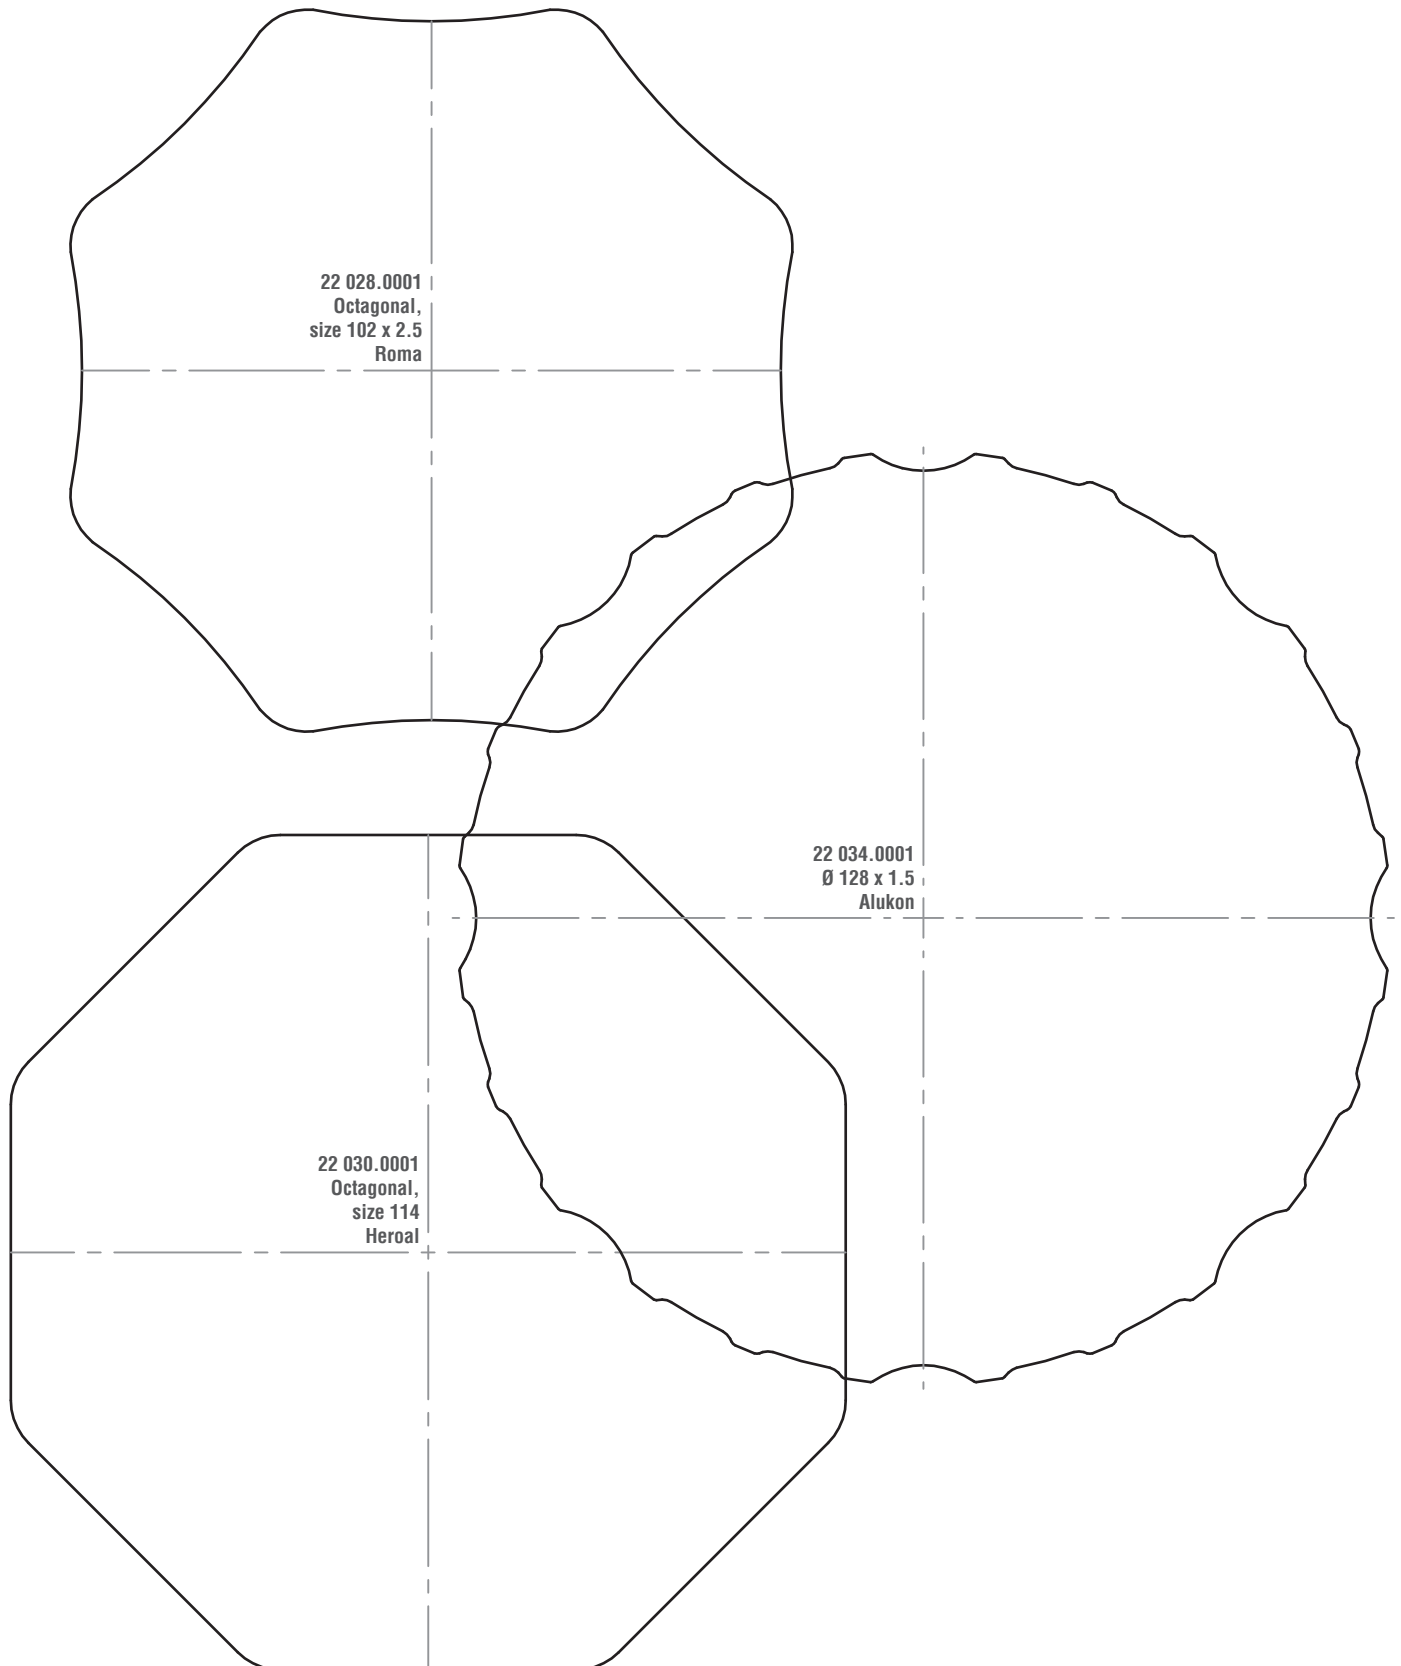 22 028.0001
Octagonal,
size 102 x 2.5
Roma
22 034.0001
Ø 128 x 1.5
Alukon
22 030.0001
Octagonal,
size 114
Heroal